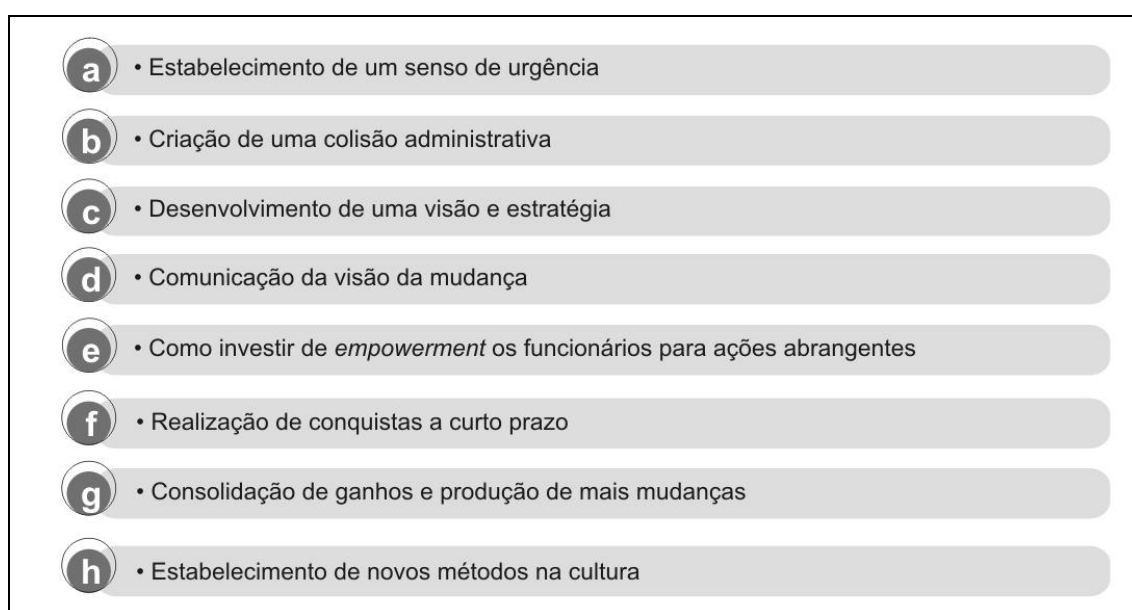 a • Estabelecimento de um senso de urgência
b • Criação de uma colisão administrativa
c • Desenvolvimento de uma visão e estratégia
d • Comunicação da visão da mudança
e • Como investir de empowerment os funcionários para ações abrangentes
f • Realização de conquistas a curto prazo
g • Consolidação de ganhos e produção de mais mudanças
h • Estabelecimento de novos métodos na cultura